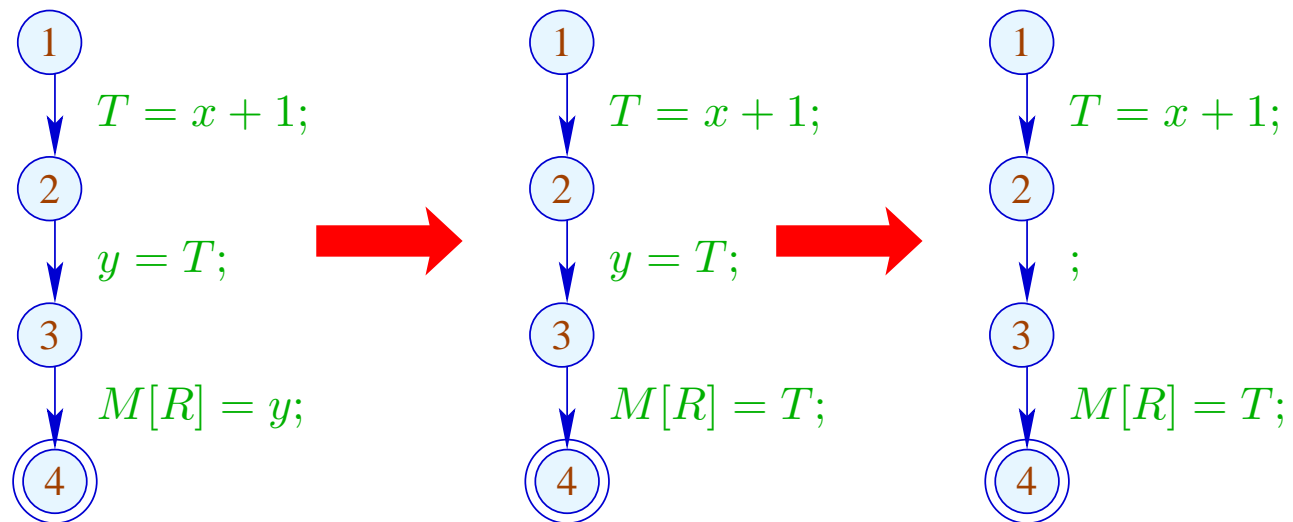 1 1 1
T = x + 1; T = x + 1; T = x + 1;
2 2 2
y = T; y = T; ;
3 3 3
M[R] = y; M[R] = T; M[R] = T;
4 4 4